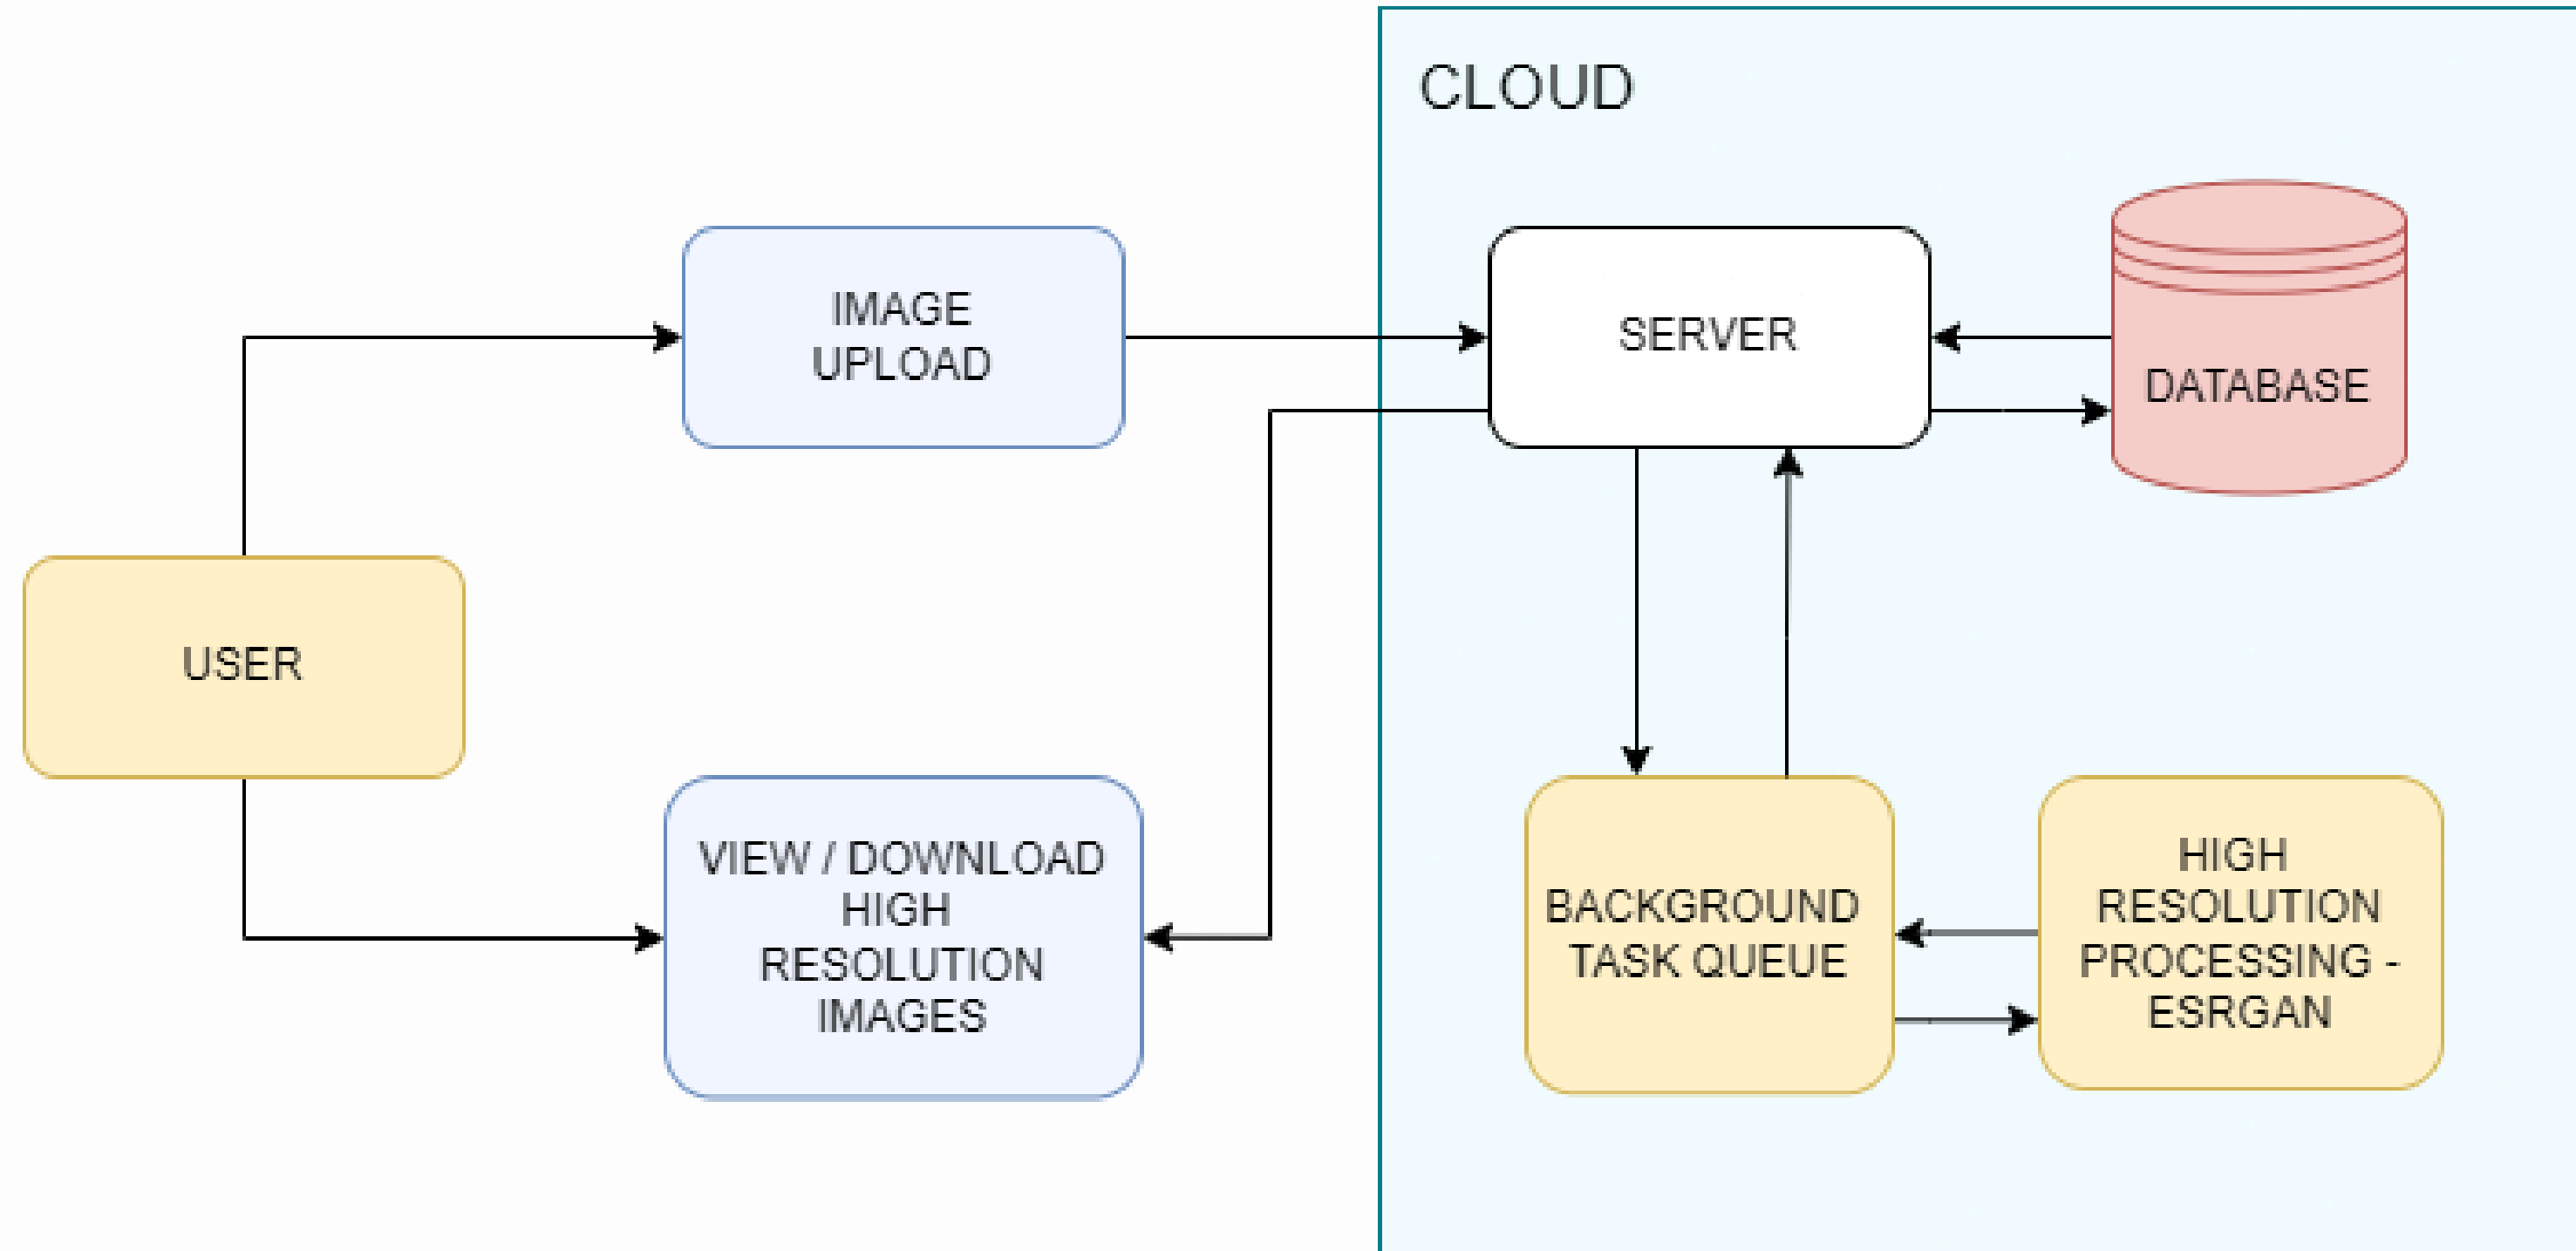 CLOUD
IMAGE
UPLOAD
SERVER
DATABASE
USER
VIEW / DOWNLOAD
HIGH
RESOLUTION
IMAGES
BACKGROUND
TASK QUEUE
HIGH
RESOLUTION
PROCESSING -
ESRGAN